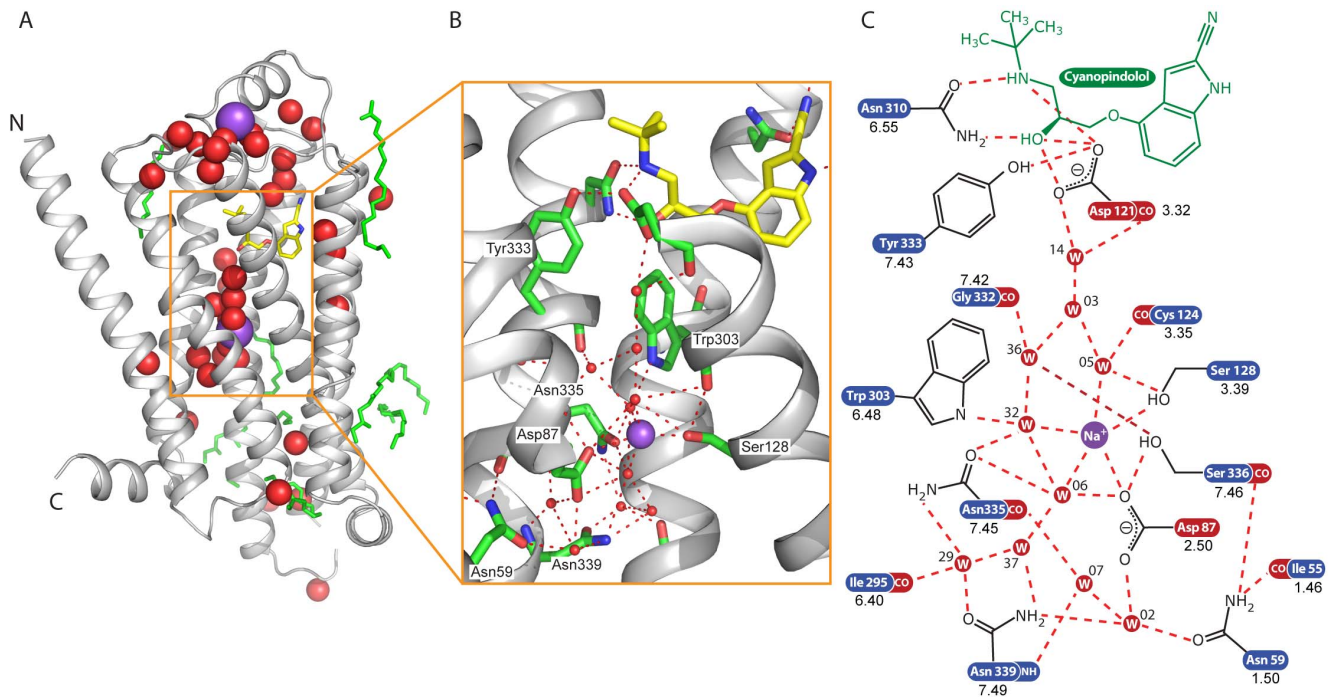 A
B
C
N
C
Tyr333
Trp303
Asn335
Asp87
Ser128
Asn59
Asn339
CH₃
H₃C
CH₃
N
HN
Cyanopindolol
NH
O
HO
Asn 310
6.55
O
NH₂
OH
O
⊖
O
Asp 121 CO
3.32
Tyr 333
7.43
14
W
7.42
Gly 332 CO
03
W
CO Cys 124
3.35
36
W
05
W
Ser 128
3.39
HO
Trp 303
6.48
N
32
W
Na⁺
HO
Ser 336 CO
7.46
O
H₂N
Asn335 CO
7.45
06
W
O
⊖
O
Asp 87
2.50
29
W
37
W
07
W
Ile 295 CO
6.40
CO Ile 55
1.46
NH₂
O
NH₂
02
W
O
Asn 339 NH
7.49
Asn 59
1.50